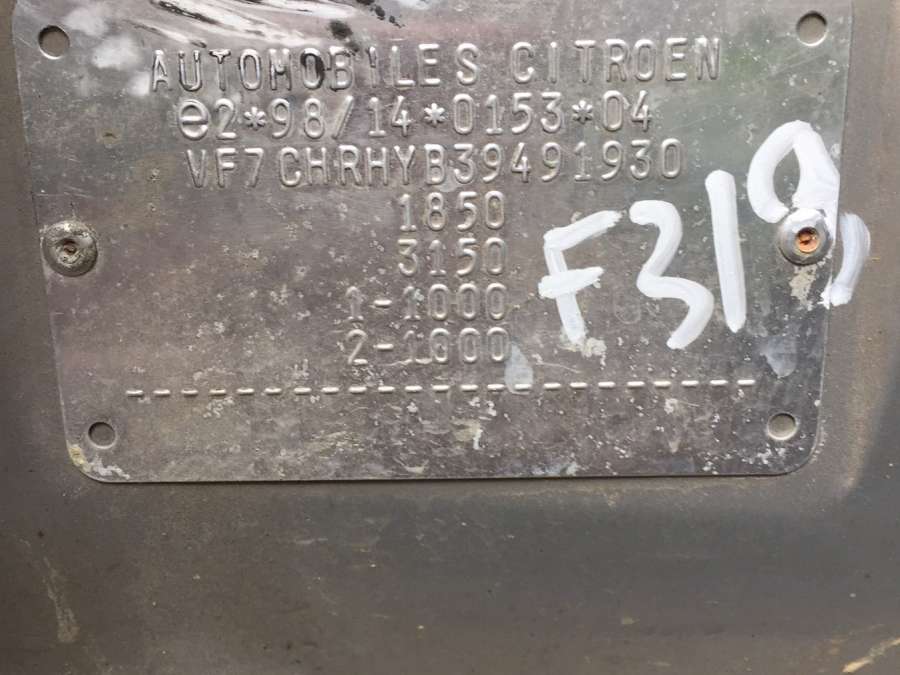 AUTOMOBILES CITROEN
e2*98/14*0153*04
VF7CHRHYB39491930
1850
3150
1-1000
2-1000
--------------------
F319